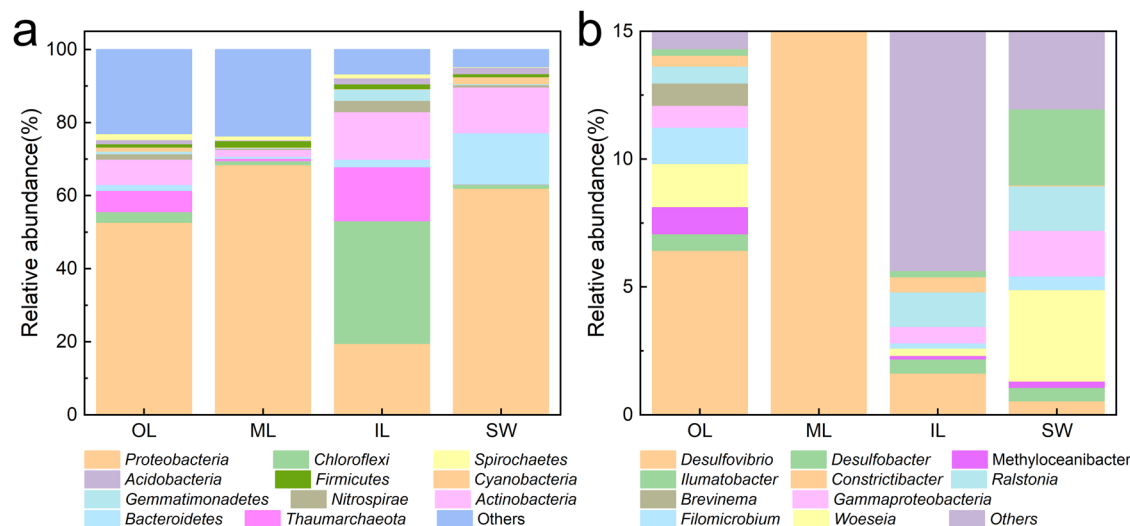 a
Relative abundance(%)
100
80
60
40
20
0
OL ML IL SW
Proteobacteria Chloroflexi Spirochaetes
Acidobacteria Firmicutes Cyanobacteria
Gemmatimonadetes Nitrospirae Actinobacteria
Bacteroidetes Thaumarchaeota Others
b
Relative abundance(%)
15
10
5
0
OL ML IL SW
Desulfovibrio Desulfobacter Methyloceanibacter
Ilumatobacter Constrictibacter Ralstonia
Brevinema Gammaproteobacteria
Filomicrobium Woeseia Others